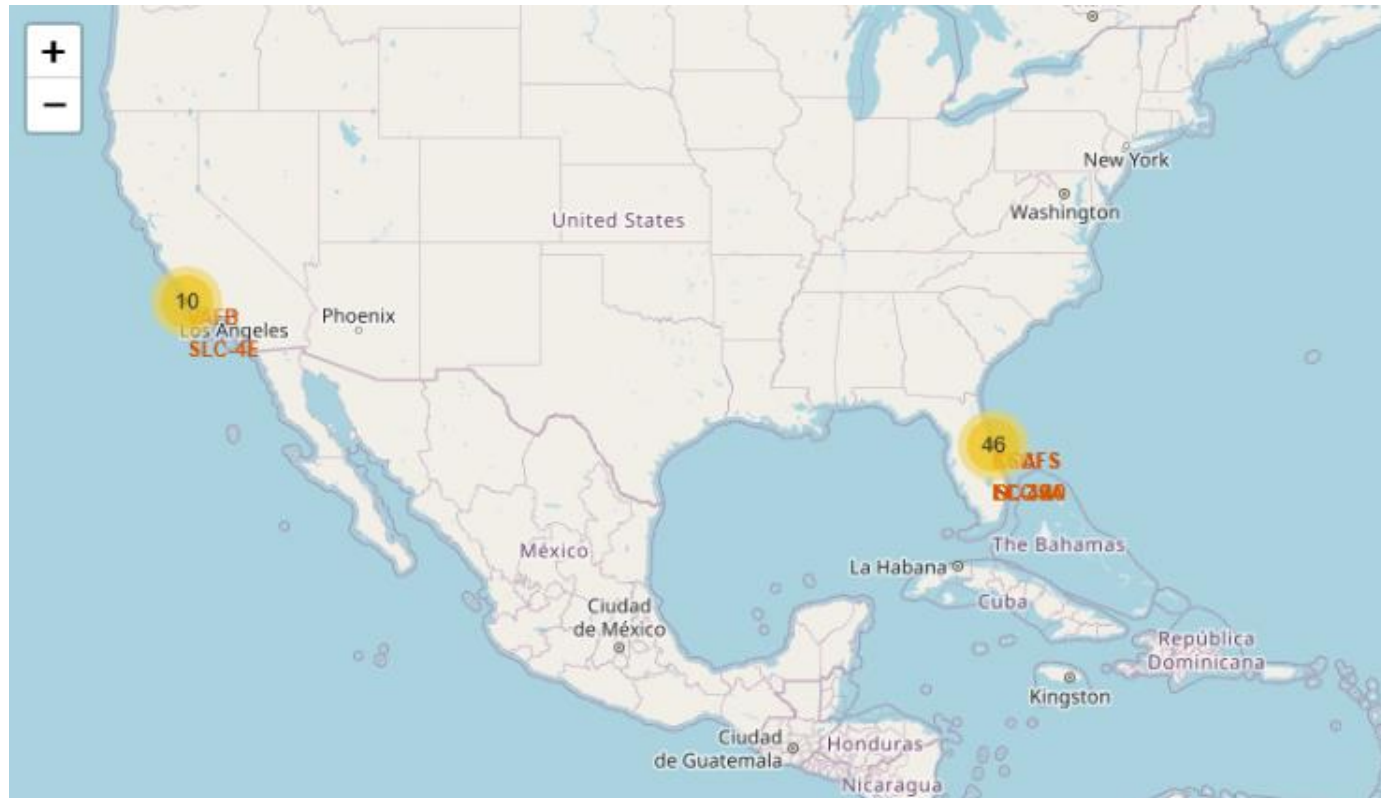 +
−
New York
Washington
United States
10
Phoenix
Los Angeles
SLC-4E
46
México
The Bahamas
La Habana
Cuba
Ciudad
de México
República
Dominicana
Kingston
Ciudad
de Guatemala
Honduras
Nicaragua